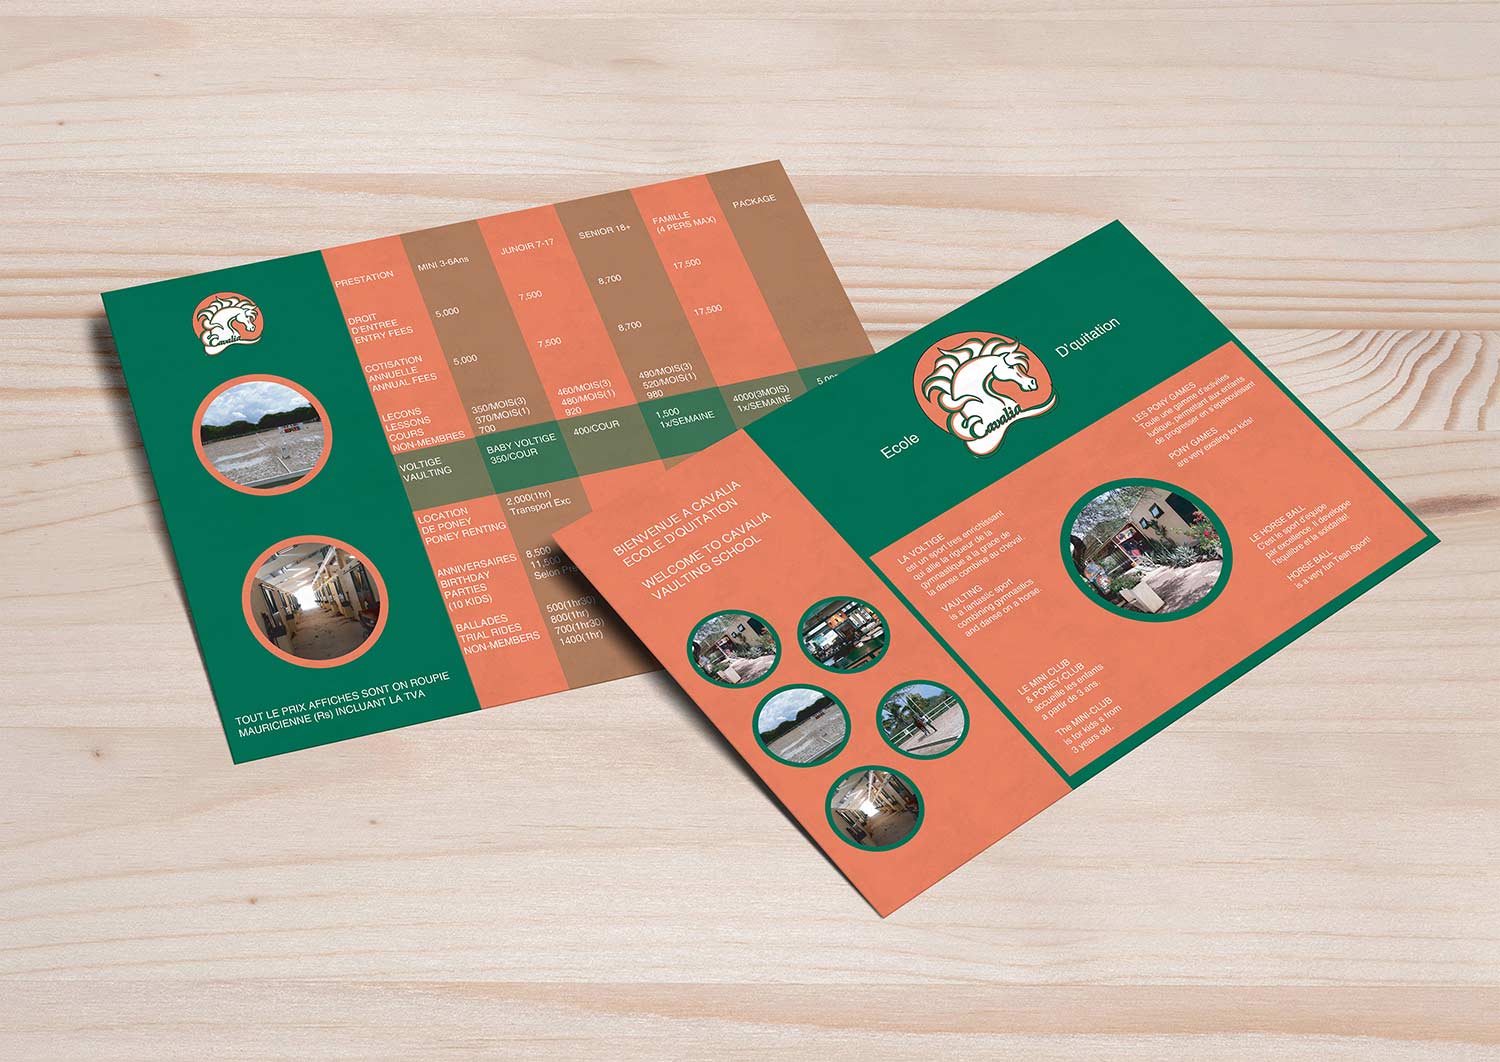 Cavalia
TOUT LE PRIX AFFICHES SONT ON ROUPIE
MAURICIENNE (Rs) INCLUANT LA TVA
PRESTATION
MINI 3-6Ans
JUNOIR 7-17
SENIOR 18+
FAMILLE
(4 PERS MAX)
PACKAGE
DROIT
D'ENTREE
ENTRY FEES
5.000
7,500
8,700
17,500
COTISATION
ANNUELLE
ANNUAL FEES
5,000
7,500
8,700
17,500
LECONS
LESSONS
COURS
NON-MEMBRES
350/MOIS(3)
370/MOIS(1)
700
460/MOIS(3)
480/MOIS(1)
920
490/MOIS(3)
520/MOIS(1)
980
VOLTIGE
VAULTING
BABY VOLTIGE
350/COUR
400/COUR
1,500
1x/SEMAINE
4000(3MOIS)
1x/SEMAINE
LOCATION
DE PONEY
PONEY RENTING
2,000(1hr)
Transport Exc
ANNIVERSAIRES
BIRTHDAY
PARTIES
(10 KIDS)
8,500
11,500
Selon
BALLADES
TRIAL RIDES
NON-MEMBERS
500(1hr30)
800(1hr)
700(1hr30)
1400(1hr)
Ecole
Cavalia
D'quitation
BIENVENUE A CAVALIA
ECOLE D'QUITATION
WELCOME TO CAVALIA
VAULTING SCHOOL
LA VOLTIGE
est un sport tres enrichissant
qui allie la rigueur de la
gymnastique a la grace de
la danse combine au cheval.
VAULTING
is a fantastic sport
combining gymnastics
and danse on a horse.
LE MINI CLUB
& PONEY-CLUB
accueille les enfants
a partir de 3 ans.
The MINI-CLUB
is for kids s from
3 years old.
LES PONY GAMES
Toute une gamme d'activites
ludique, permettant aux enfants
de progresser en s'epanouissant
PONY GAMES
are very exciting for kids!
LE HORSE BALL
C'est le sport d'equipe
par excellence. Il developpe
l'equilibre et la solidarite!
HORSE BALL
is a very fun Team Sport!